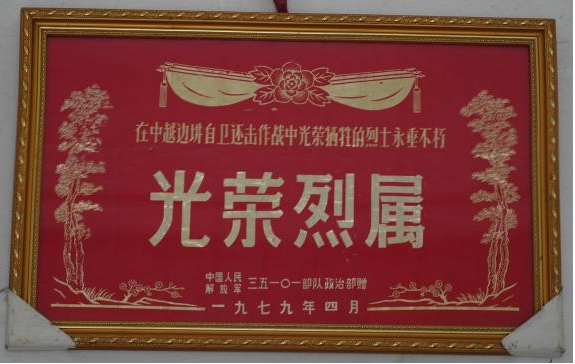 在中越边垪自卫还击作战中光荣牺牲的烈士永垂不朽
光荣烈属
中国人民解放军 三五一〇一部队政治部赠
一九七九年四月